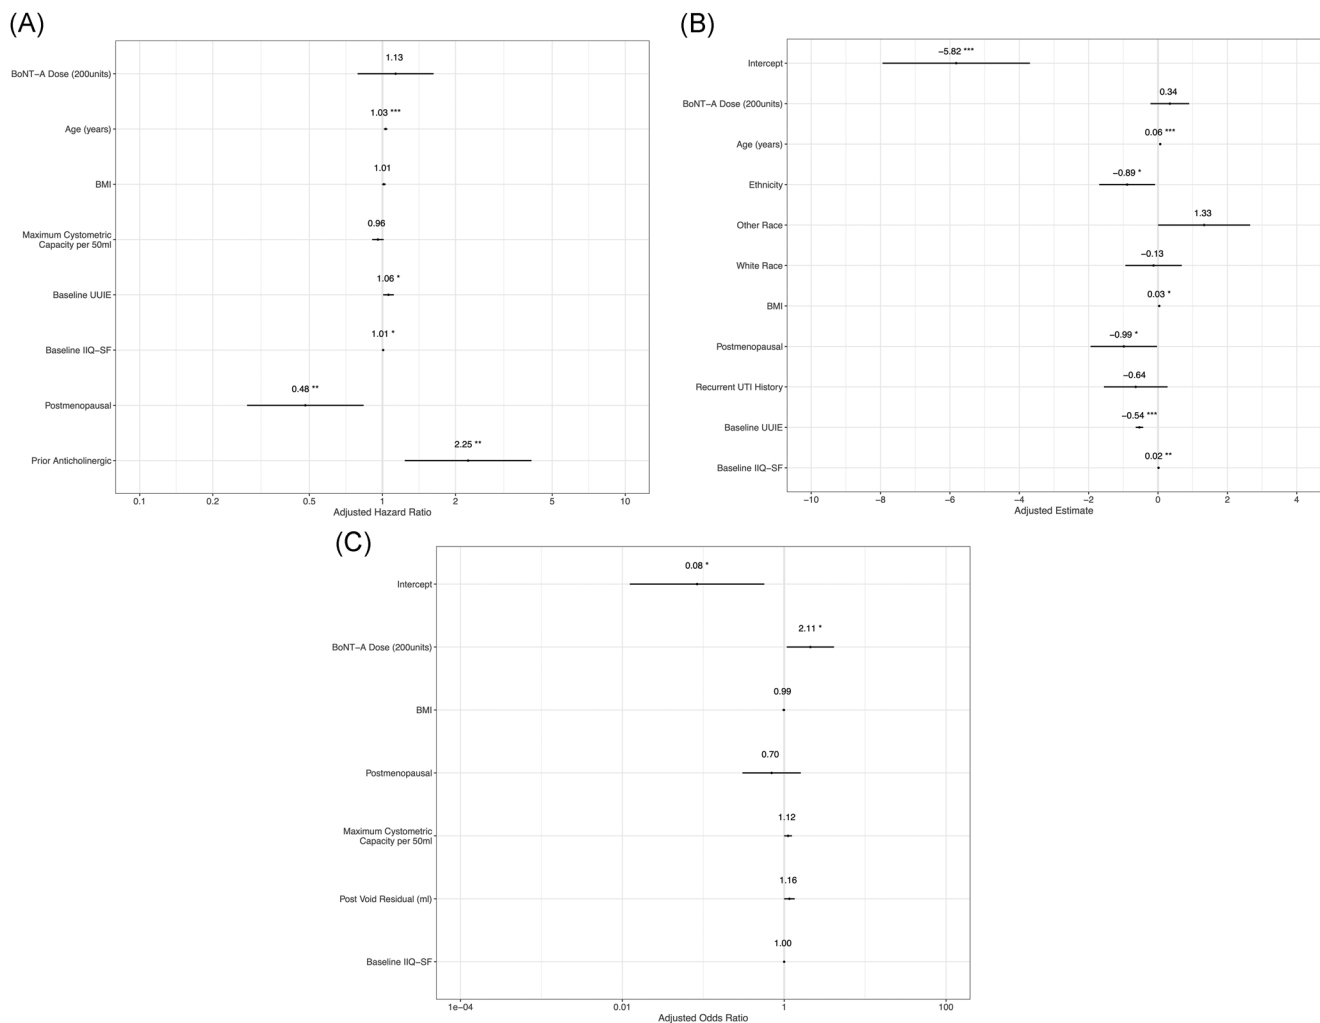 (A)
1.13
BoNT−A Dose (200units)
1.03 ***
Age (years)
1.01
BMI
0.96
Maximum Cystometric
Capacity per 50ml
1.06 *
Baseline UUIE
1.01 *
Baseline IIQ−SF
0.48 **
Postmenopausal
2.25 **
Prior Anticholinergic
0.1 0.2 0.5 1 2 5 10
Adjusted Hazard Ratio
(B)
−5.82 ***
Intercept
0.34
BoNT−A Dose (200units)
0.06 ***
Age (years)
−0.89 *
Ethnicity
1.33
Other Race
−0.13
White Race
0.03 *
BMI
−0.99 *
Postmenopausal
−0.64
Recurrent UTI History
−0.54 ***
Baseline UUIE
0.02 **
Baseline IIQ−SF
−10 −8 −6 −4 −2 0 2 4
Adjusted Estimate
(C)
0.08 *
Intercept
2.11 *
BoNT−A Dose (200units)
0.99
BMI
0.70
Postmenopausal
1.12
Maximum Cystometric
Capacity per 50ml
1.16
Post Void Residual (ml)
1.00
Baseline IIQ−SF
1e−04 0.01 1 100
Adjusted Odds Ratio